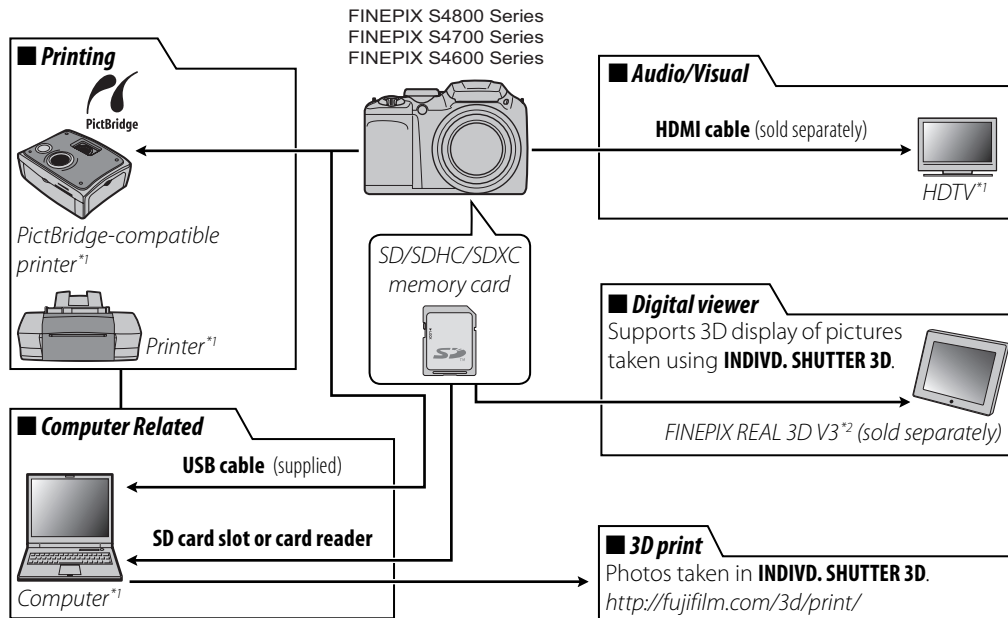 FINEPIX S4800 Series
FINEPIX S4700 Series
FINEPIX S4600 Series
■ Printing
PictBridge
PictBridge-compatible
printer*1
Printer*1
■ Computer Related
USB cable (supplied)
SD card slot or card reader
Computer*1
SD/SDHC/SDXC
memory card
SD
■ Audio/Visual
HDMI cable (sold separately)
HDTV*1
■ Digital viewer
Supports 3D display of pictures
taken using INDIVD. SHUTTER 3D.
FINEPIX REAL 3D V3*2 (sold separately)
■ 3D print
Photos taken in INDIVD. SHUTTER 3D.
http://fujifilm.com/3d/print/